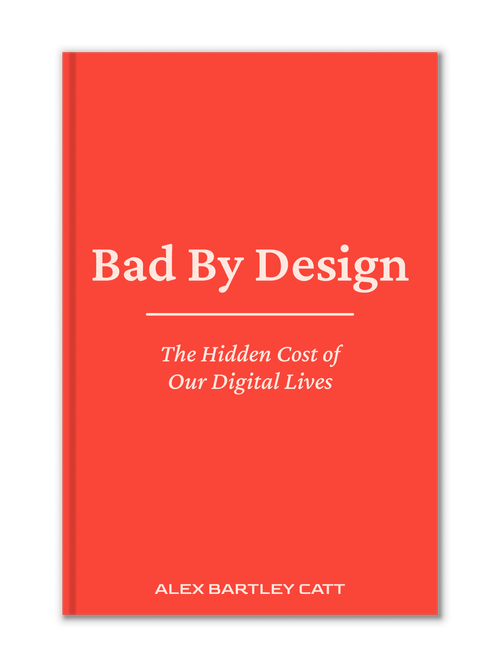 Bad By Design
The Hidden Cost of
Our Digital Lives
ALEX BARTLEY CATT